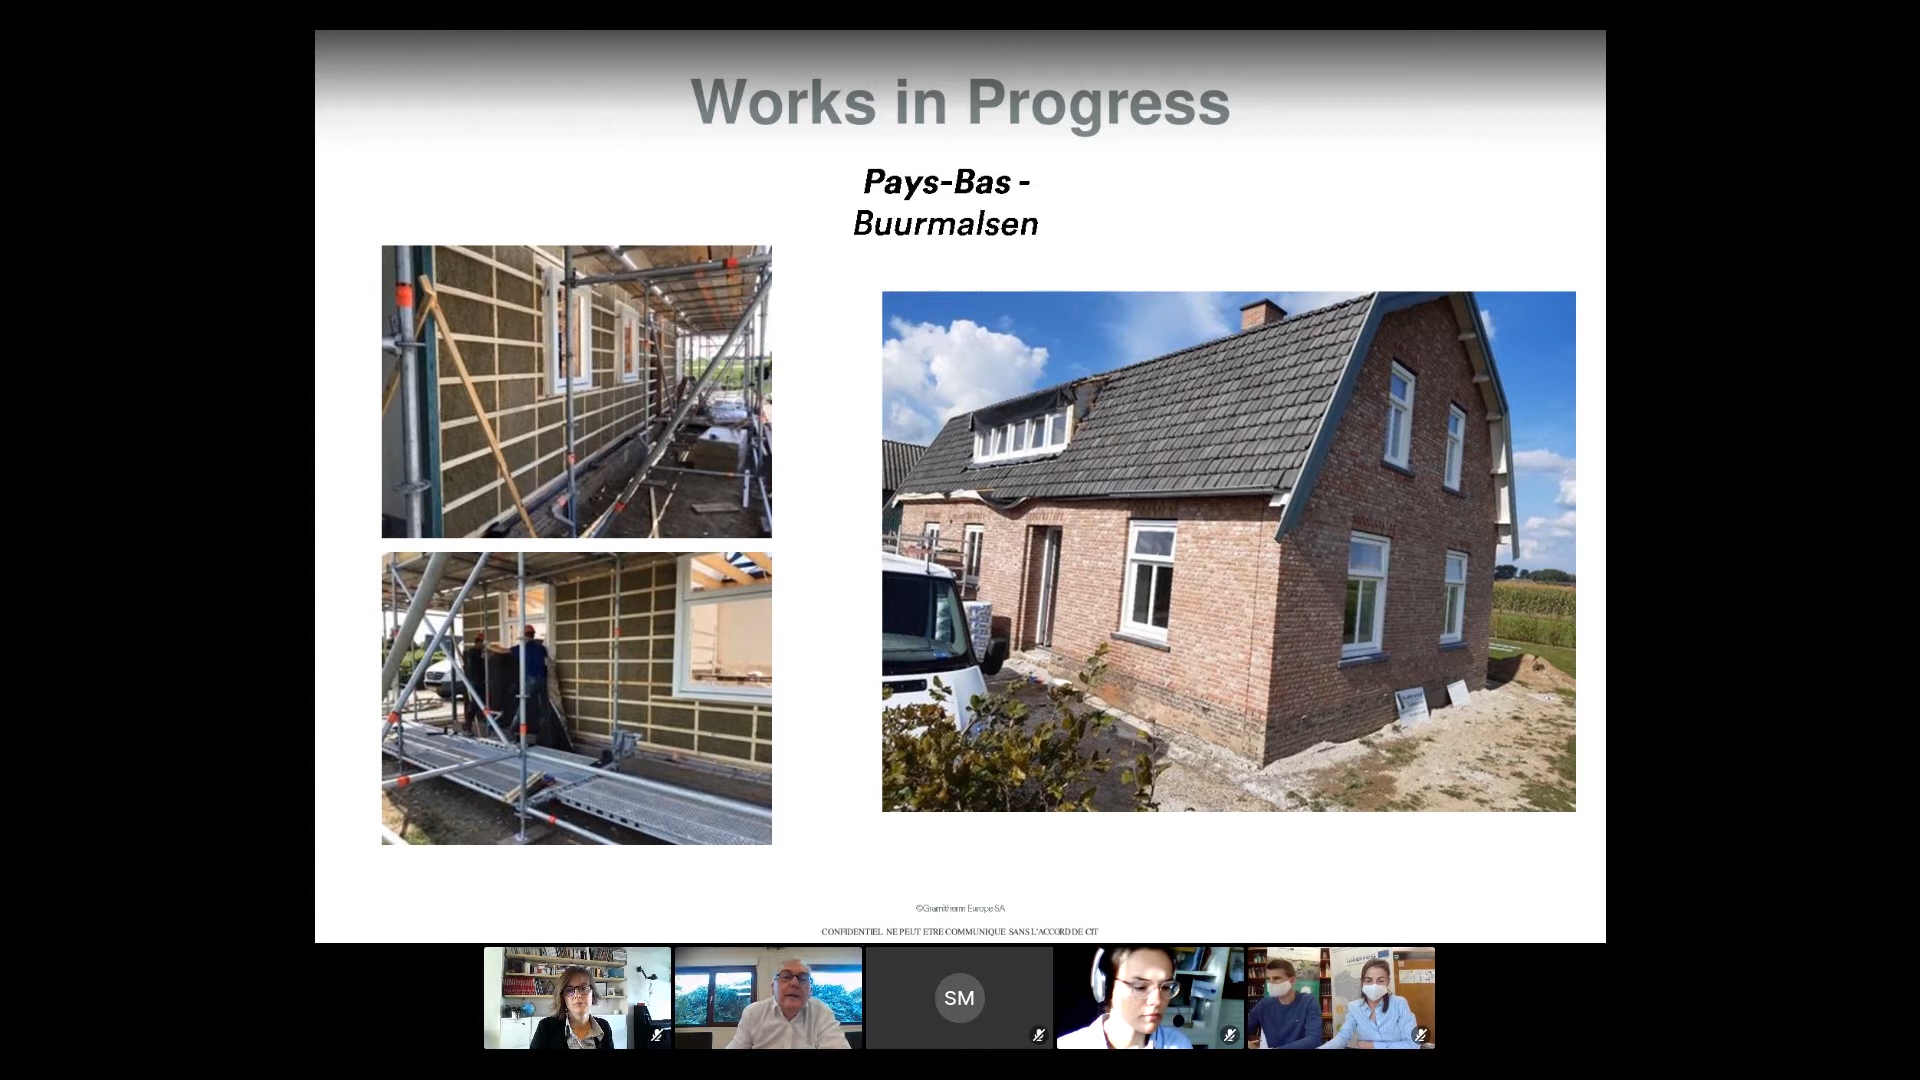 Works in Progress
Pays-Bas -
Buurmalsen
©Gramitherm Europe SA
CONFIDENTIEL NE PEUT ETRE COMMUNIQUE SANS L'ACCORD DE CIT
SM